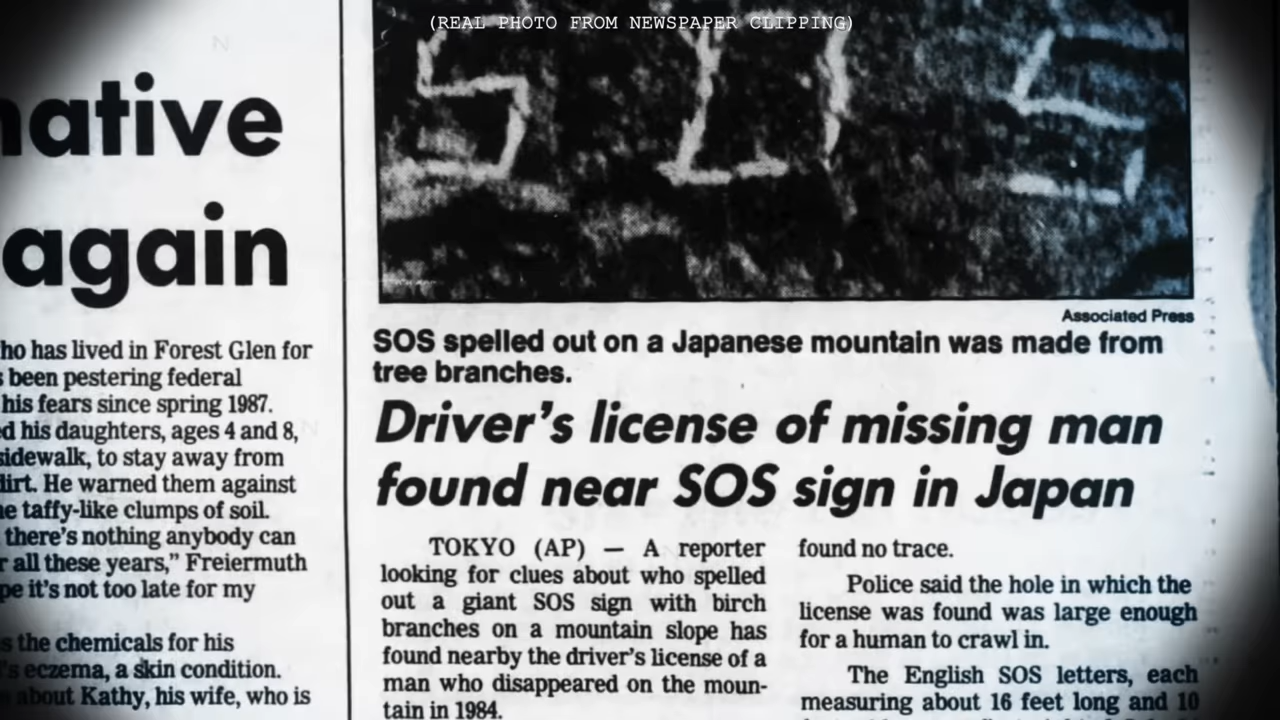 (REAL PHOTO FROM NEWSPAPER CLIPPING)
native
again
ho has lived in Forest Glen for
s been pestering federal
his fears since spring 1987.
d his daughters, ages 4 and 8,
sidewalk, to stay away from
dirt. He warned them against
e taffy-like clumps of soil.
there's nothing anybody can
r all these years," Freiermuth
pe it's not too late for my
s the chemicals for his
's eczema, a skin condition.
about Kathy, his wife, who is
SOS
Associated Press
SOS spelled out on a Japanese mountain was made from
tree branches.
Driver's license of missing man
found near SOS sign in Japan
TOKYO (AP) — A reporter
looking for clues about who spelled
out a giant SOS sign with birch
branches on a mountain slope has
found nearby the driver's license of a
man who disappeared on the moun-
tain in 1984.
found no trace.
Police said the hole in which the
license was found was large enough
for a human to crawl in.
The English SOS letters, each
measuring about 16 feet long and 10